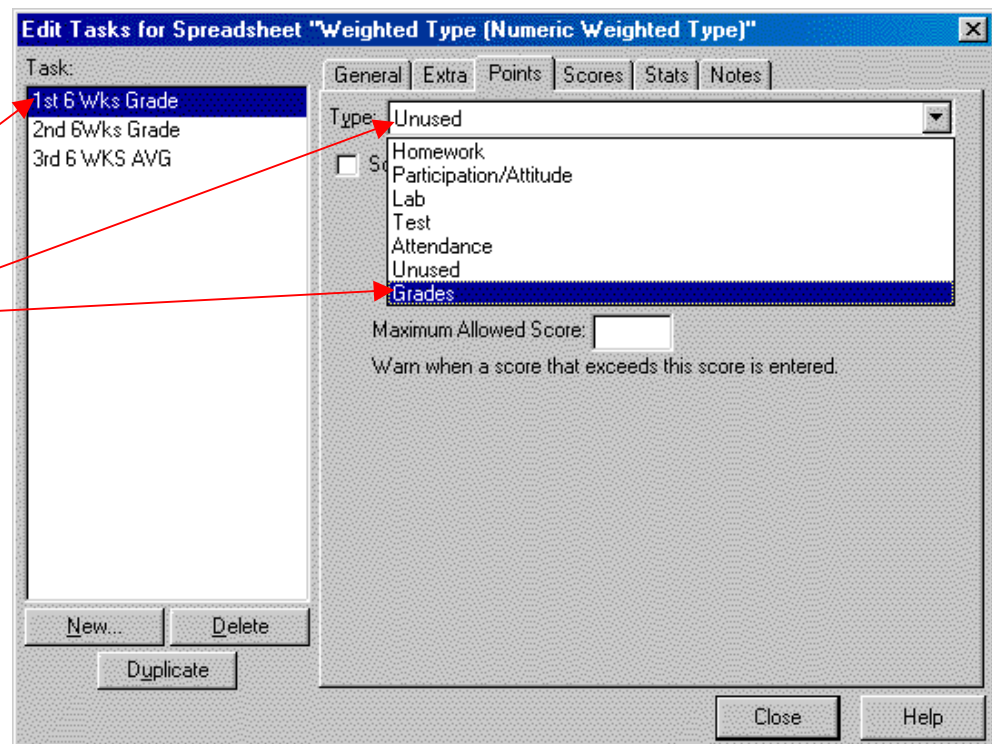 Edit Tasks for Spreadsheet "Weighted Type (Numeric Weighted Type)"
Task:
1st 6 Wks Grade
2nd 6Wks Grade
3rd 6 WKS AVG
New...
Delete
Duplicate
General Extra Points Scores Stats Notes
Type: Unused
Homework
Participation/Attitude
Lab
Test
Attendance
Unused
Grades
Maximum Allowed Score:
Warn when a score that exceeds this score is entered.
Close
Help